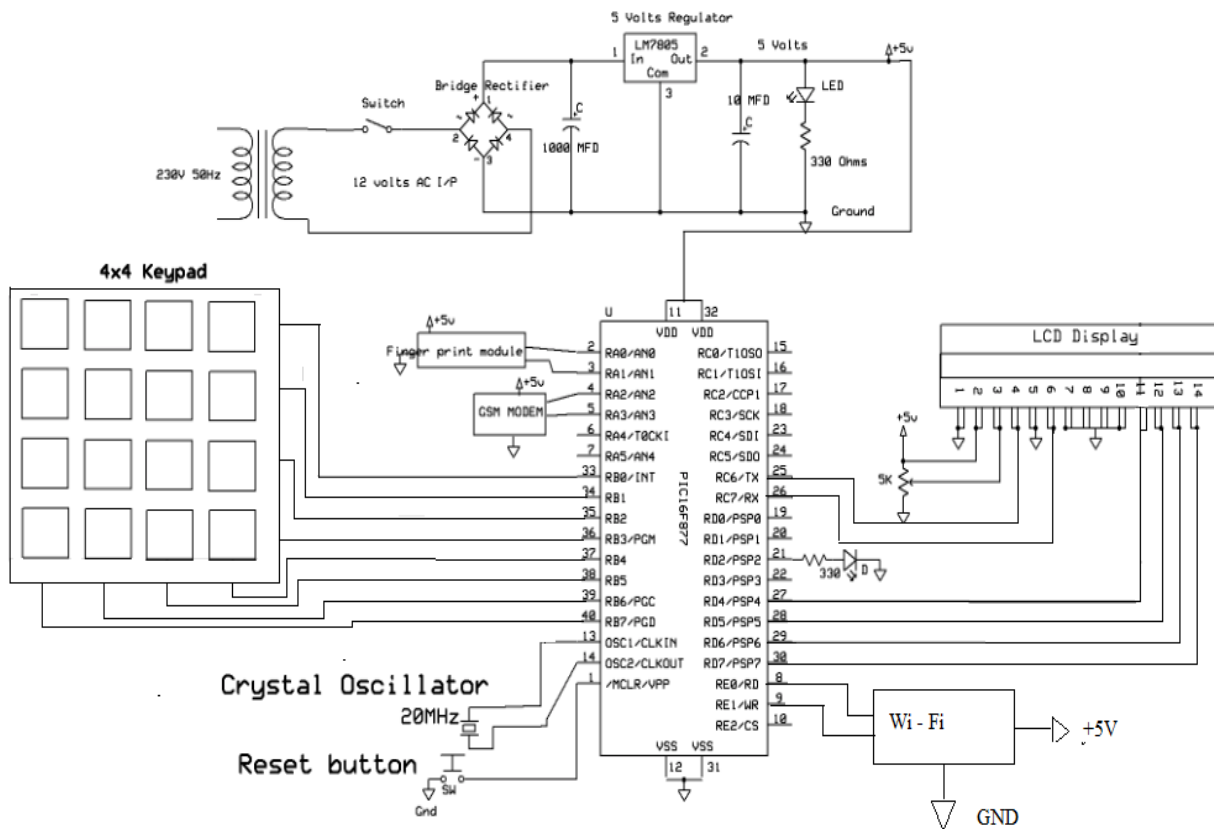 5 Volts Regulator
LM7805
1 In Out 2
Com
3
5 Volts
+5v
Bridge Rectifier
+ 1
2 4
- 3
Switch
C
1000 MFD
10 MFD
C
LED
330 Ohms
230V 50Hz
12 volts AC I/P
Ground
4x4 Keypad
U
11 32
VDD VDD
+5v
Finger print module
+5v
GSM MODEM
2 RA0/AN0
3 RA1/AN1
4 RA2/AN2
5 RA3/AN3
6 RA4/T0CKI
7 RA5/AN4
33 RB0/INT
34 RB1
35 RB2
36 RB3/PGM
37 RB4
38 RB5
39 RB6/PGC
40 RB7/PGD
13 OSC1/CLKIN
14 OSC2/CLKOUT
1 /MCLR/VPP
PIC16F877
RC0/T1OSO 15
RC1/T1OSI 16
RC2/CCP1 17
RC3/SCK 18
RC4/SDI 23
RC5/SDO 24
RC6/TX 25
RC7/RX 26
RD0/PSP0 19
RD1/PSP1 20
RD2/PSP2 21
RD3/PSP3 22
RD4/PSP4 27
RD5/PSP5 28
RD6/PSP6 29
RD7/PSP7 30
RE0/RD 8
RE1/WR 9
RE2/CS 10
VSS VSS
12 31
330 D
LCD Display
1 2 3 4 5 6 7 8 9 10 11 12 13 14
+5v
5K
Crystal Oscillator
20MHz
Reset button
SW
Gnd
Wi - Fi
+5V
GND